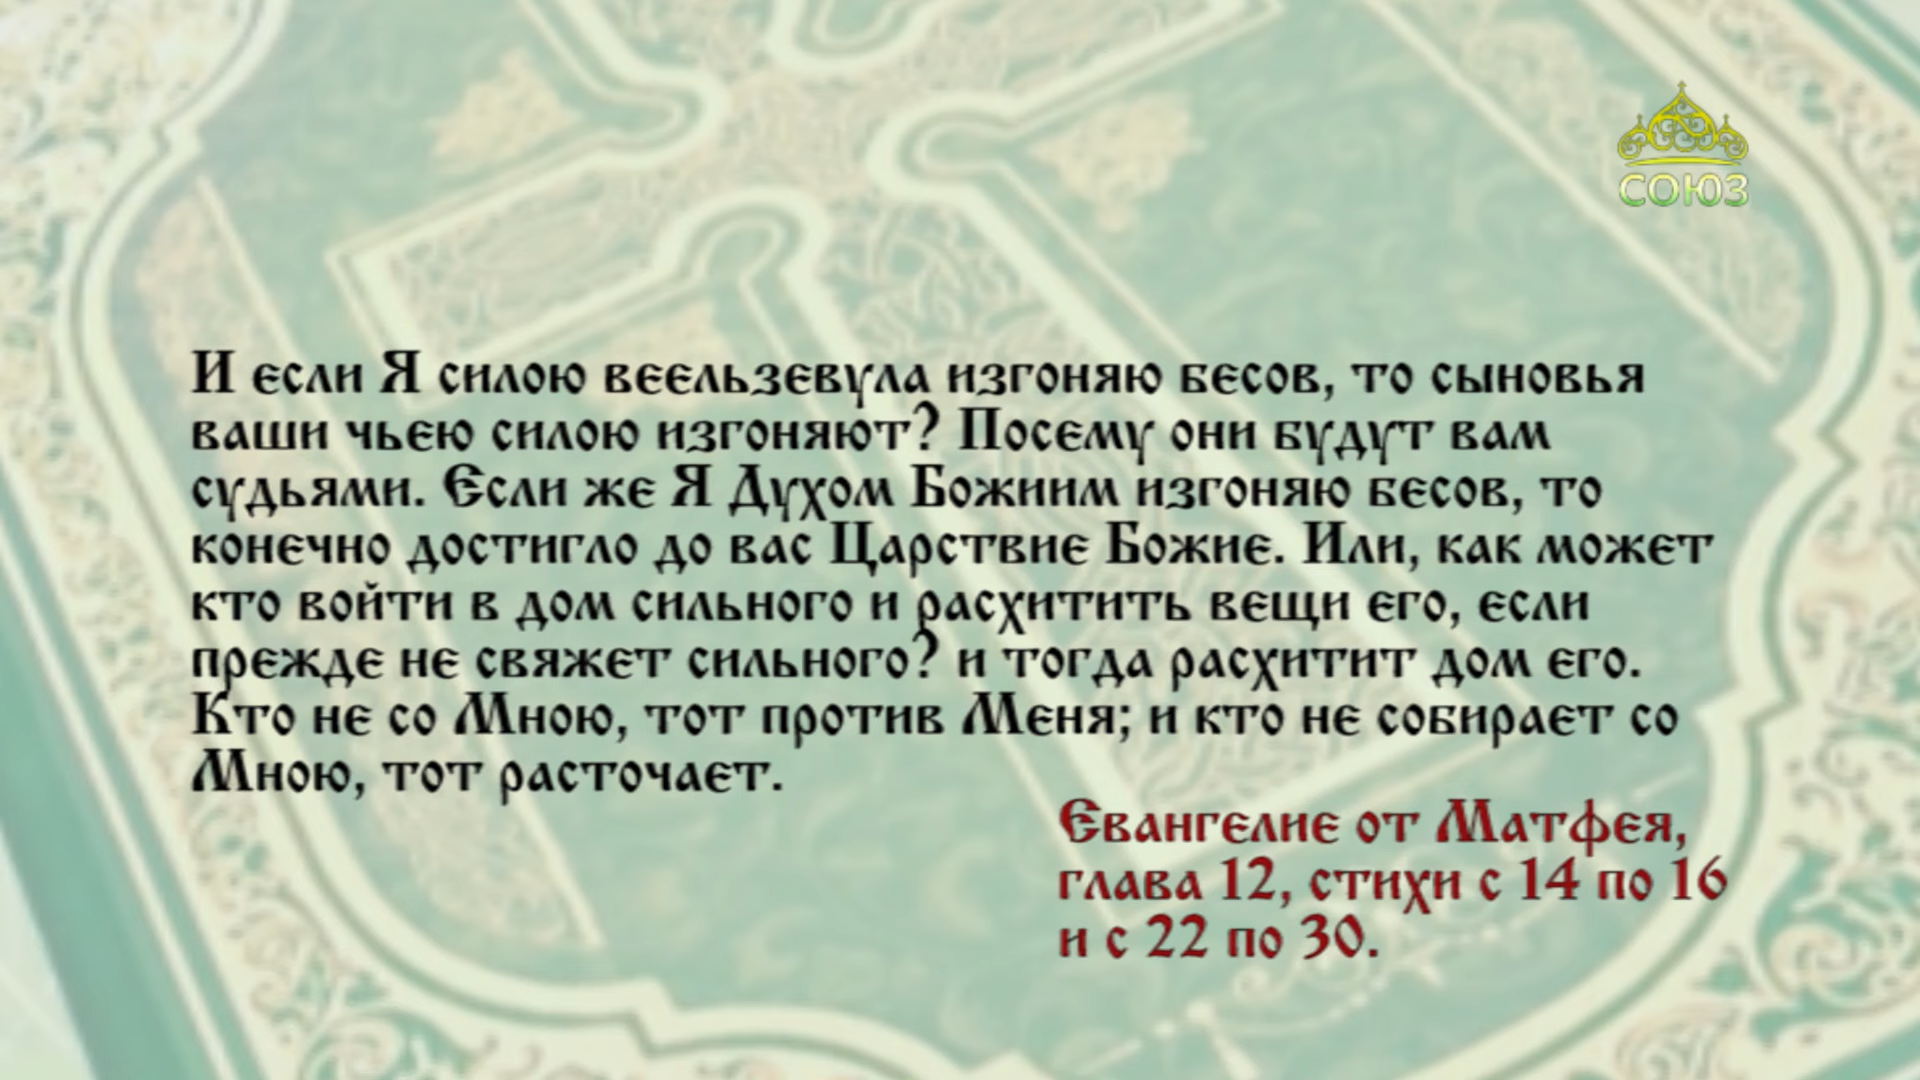 СОЮЗ
И если Я силою веельзевула изгоняю бесов, то сыновья
ваши чьею силою изгоняют? Посему они будут вам
судьями. Если же Я Духом Божиим изгоняю бесов, то
конечно достигло до вас Царствие Божие. Или, как может
кто войти в дом сильного и расхитить вещи его, если
прежде не свяжет сильного? и тогда расхитит дом его.
Кто не со Мною, тот против Меня; и кто не собирает со
Мною, тот расточает.
Евангелие от Матфея,
глава 12, стихи с 14 по 16
и с 22 по 30.